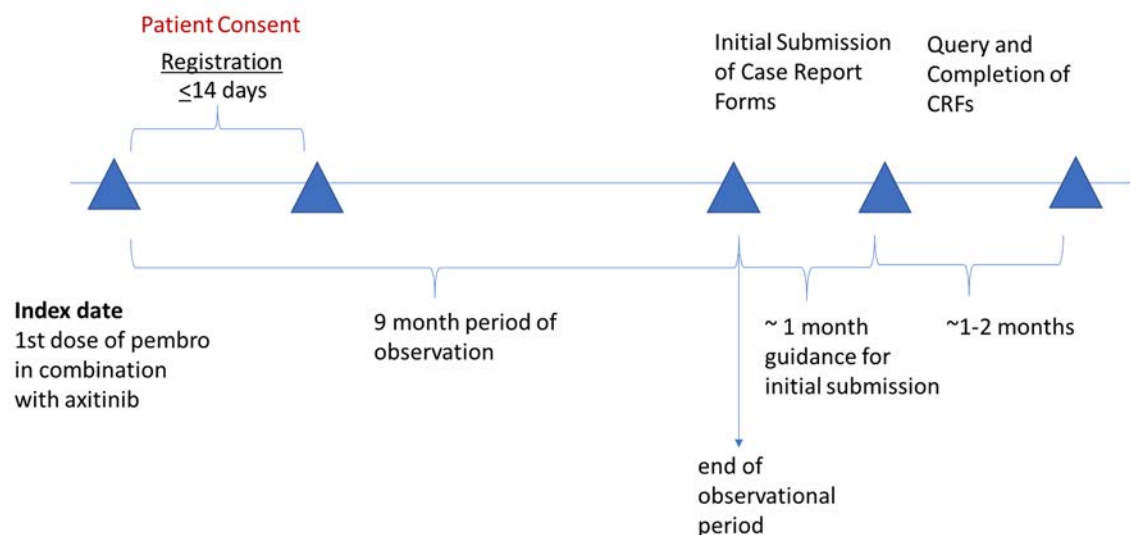 Patient Consent
Registration
≤14 days
Initial Submission
of Case Report
Forms
Query and
Completion of
CRFs
Index date
1st dose of pembro
in combination
with axitinib
9 month period of
observation
~ 1 month
guidance for
initial submission
~1-2 months
end of
observational
period